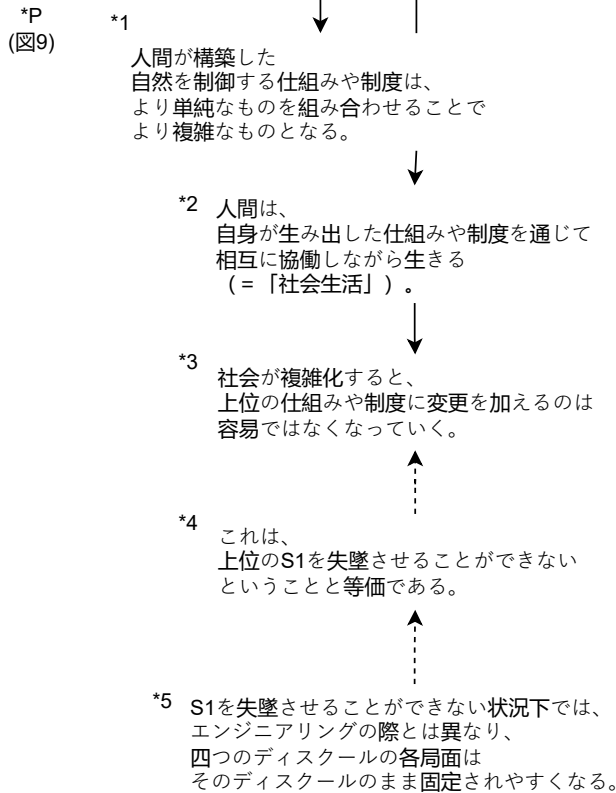 *P
(図9)
*1
人間が構築した
自然を制御する仕組みや制度は、
より単純なものを組み合わせることで
より複雑なものとなる。
*2 人間は、
自身が生み出した仕組みや制度を通じて
相互に協働しながら生きる
(=「社会生活」)。
*3
社会が複雑化すると、
上位の仕組みや制度に変更を加えるのは
容易ではなくなっていく。
*4
これは、
上位のS1を失墜させることができない
ということと等価である。
*5 S1を失墜させることができない状況下では、
エンジニアリングの際とは異なり、
四つのディスクールの各局面は
そのディスクールのまま固定されやすくなる。